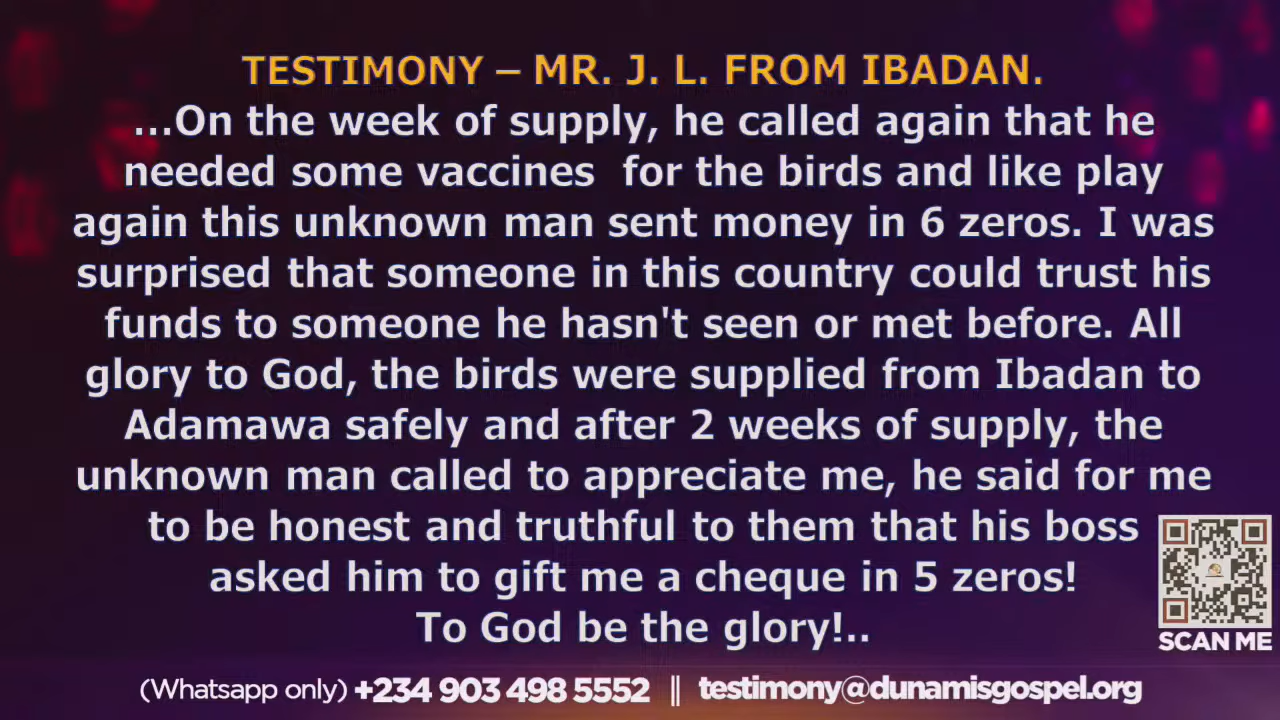 TESTIMONY – MR. J. L. FROM IBADAN.
...On the week of supply, he called again that he
needed some vaccines  for the birds and like play
again this unknown man sent money in 6 zeros. I was
surprised that someone in this country could trust his
funds to someone he hasn't seen or met before. All
glory to God, the birds were supplied from Ibadan to
Adamawa safely and after 2 weeks of supply, the
unknown man called to appreciate me, he said for me
to be honest and truthful to them that his boss
asked him to gift me a cheque in 5 zeros!
To God be the glory!..
SCAN ME
(Whatsapp only) +234 903 498 5552 || testimony@dunamisgospel.org